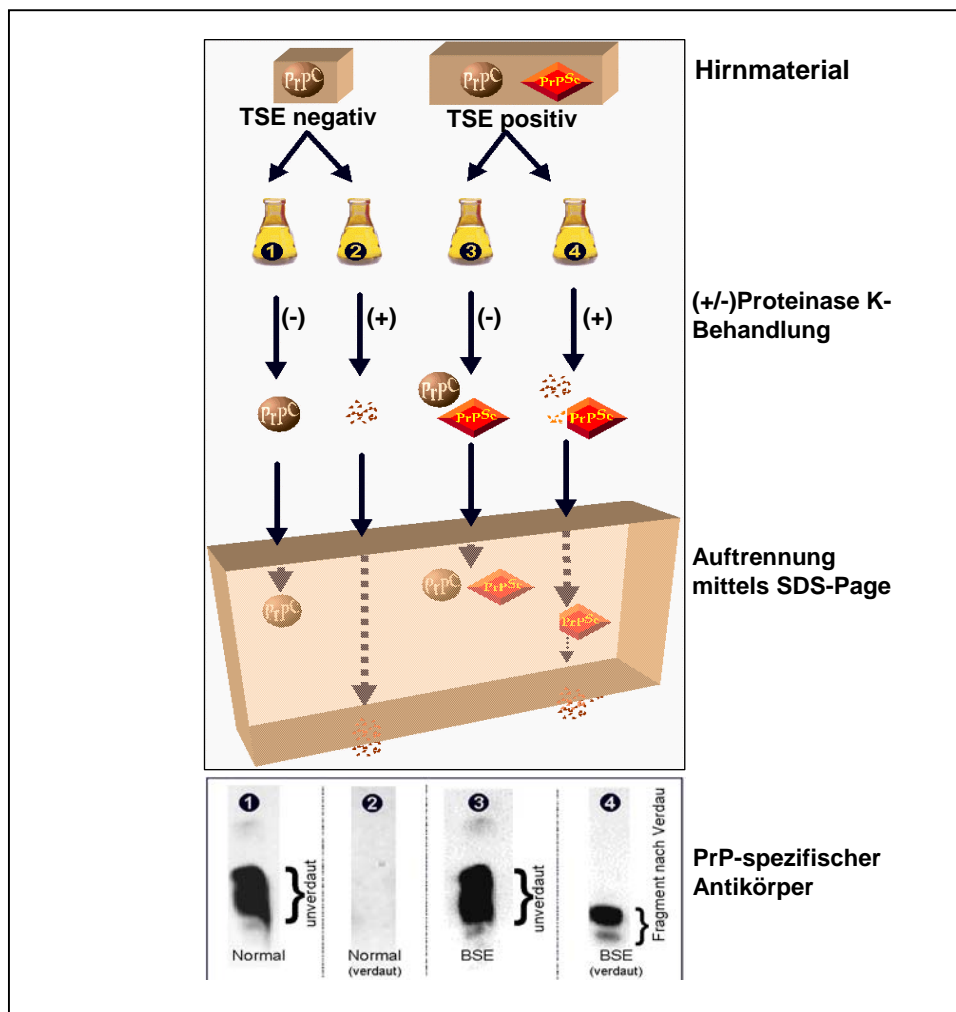 PrPC
PrPSc
PrPC
Hirnmaterial
TSE negativ
TSE positiv
1
2
3
4
(-)
(+)
(-)
(+)
(+/-)Proteinase K-
Behandlung
PrPC
PrPC
PrPSc
PrPSc
Auftrennung
mittels SDS-Page
PrPC
PrPC
PrPSc
PrPSc
1
2
3
4
unverdaut
unverdaut
Fragment nach Verdau
PrP-spezifischer
Antikörper
Normal
Normal
(verdaut)
BSE
BSE
(verdaut)